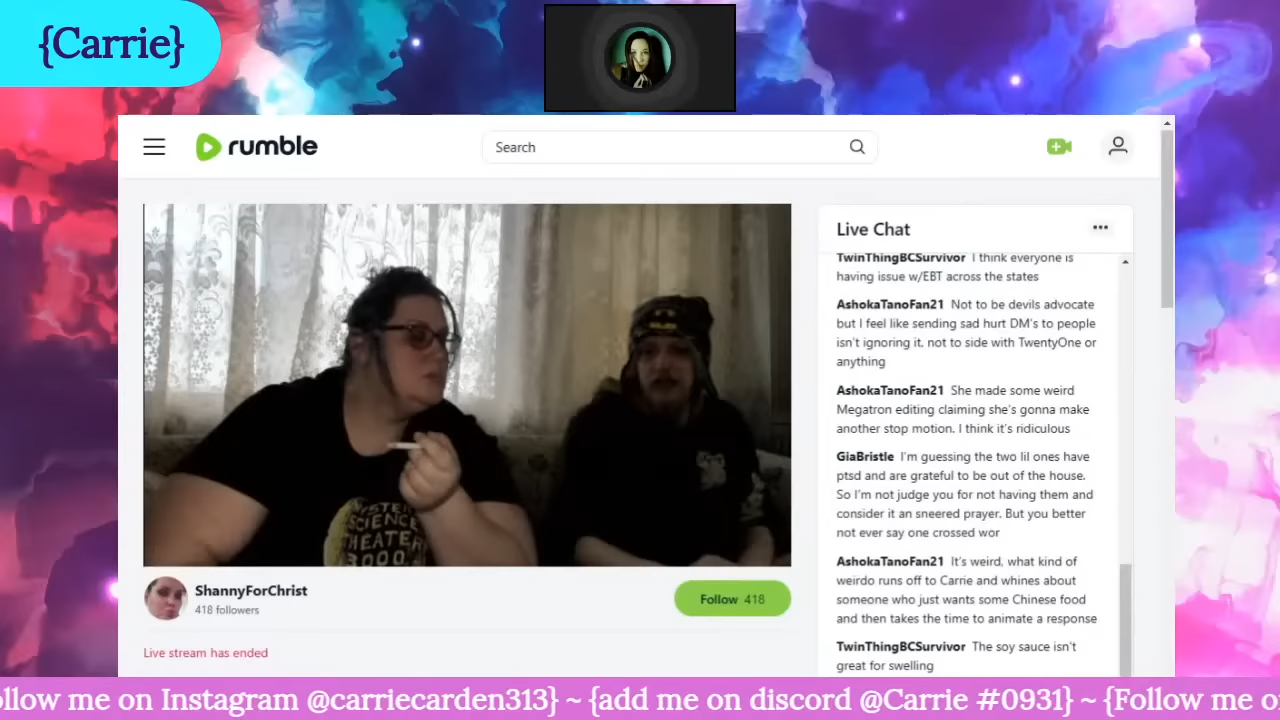 {Carrie}
rumble
Search
Live Chat
TwinThingBCSurvivor I think everyone is
having issue w/EBT across the states
AshokaTanoFan21 Not to be devils advocate
but I feel like sending sad hurt DM's to people
isn't ignoring it, not to side with TwentyOne or
anything
AshokaTanoFan21 She made some weird
Megatron editing claiming she's gonna make
another stop motion. I think it's ridiculous
GiaBristle I'm guessing the two lil ones have
ptsd and are grateful to be out of the house.
So I'm not judge you for not having them and
consider it an sneered prayer. But you better
not ever say one crossed wor
AshokaTanoFan21 It's weird, what kind of
weirdo runs off to Carrie and whines about
someone who just wants some Chinese food
and then takes the time to animate a response
TwinThingBCSurvivor The soy sauce isn't
great for swelling
MYSTERY
SCIENCE
THEATER
3000
ShannyForChrist
418 followers
Follow 418
Live stream has ended
ollow me on Instagram @carriecarden313} ~ {add me on discord @Carrie #0931} ~ {Follow me o